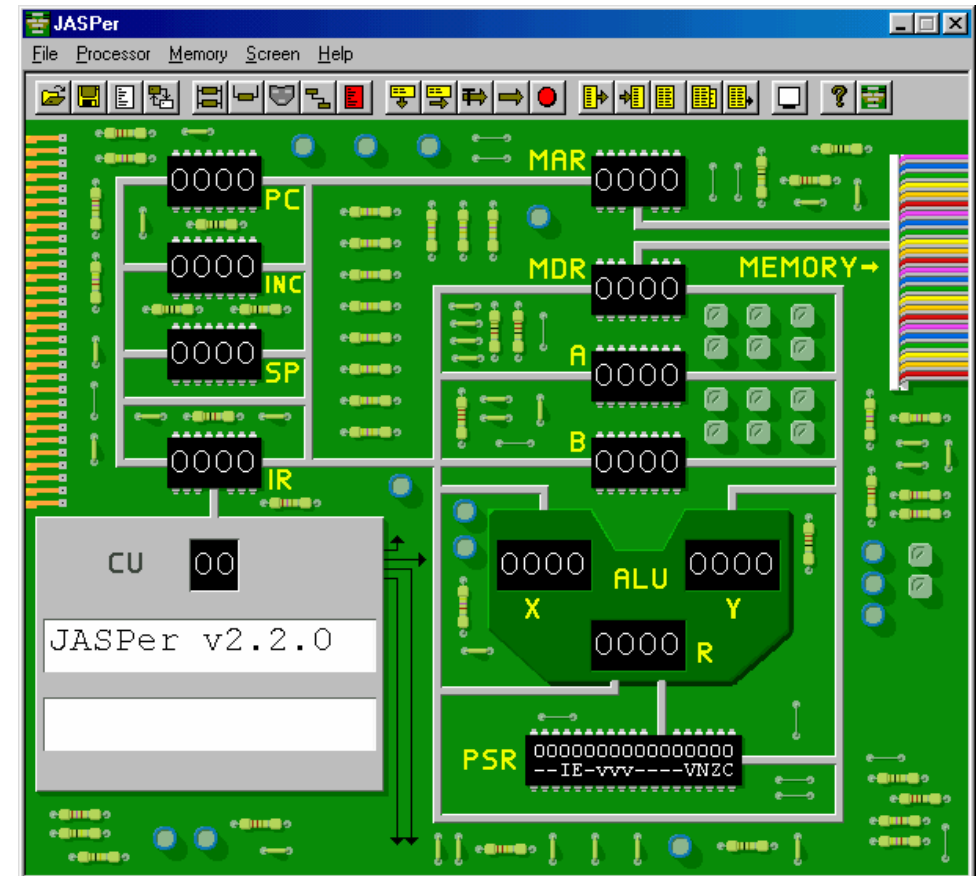 JASPer
File Processor Memory Screen Help
MAR 0000
0000 PC
0000 INC
MDR 0000
MEMORY→
0000 SP
A 0000
B 0000
0000 IR
CU 00
0000 ALU 0000
X Y
JASPer v2.2.0
0000 R
PSR 0000000000000000
--IE-vvv----VNZC